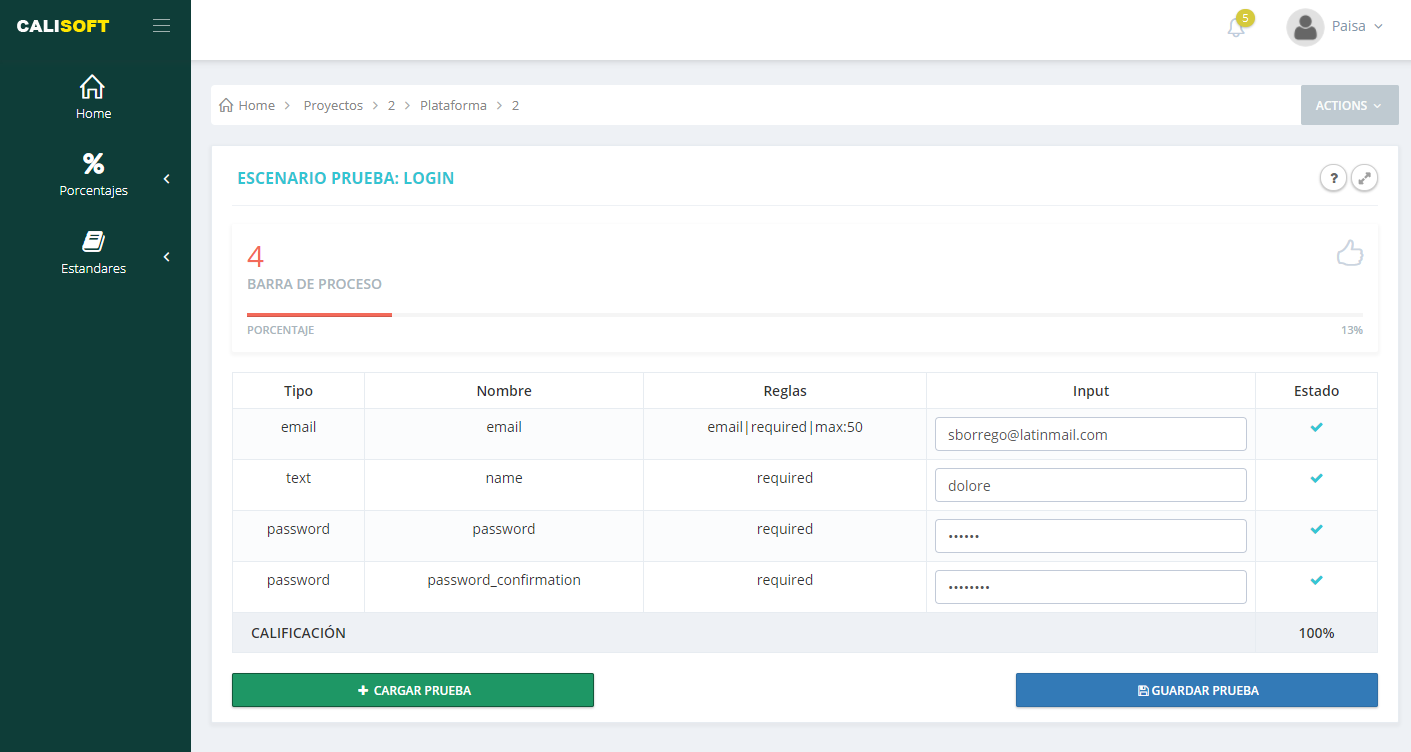 CALISOFT
5
Paisa
Home
Porcentajes
Estandares
Home > Proyectos > 2 > Plataforma > 2
ACTIONS
ESCENARIO PRUEBA: LOGIN
?
4
BARRA DE PROCESO
PORCENTAJE 13%
Tipo Nombre Reglas Input Estado
email email email|required|max:50 sborrego@latinmail.com
text name required dolore
password password required ••••••
password password_confirmation required ••••••••
CALIFICACIÓN 100%
CARGAR PRUEBA
GUARDAR PRUEBA